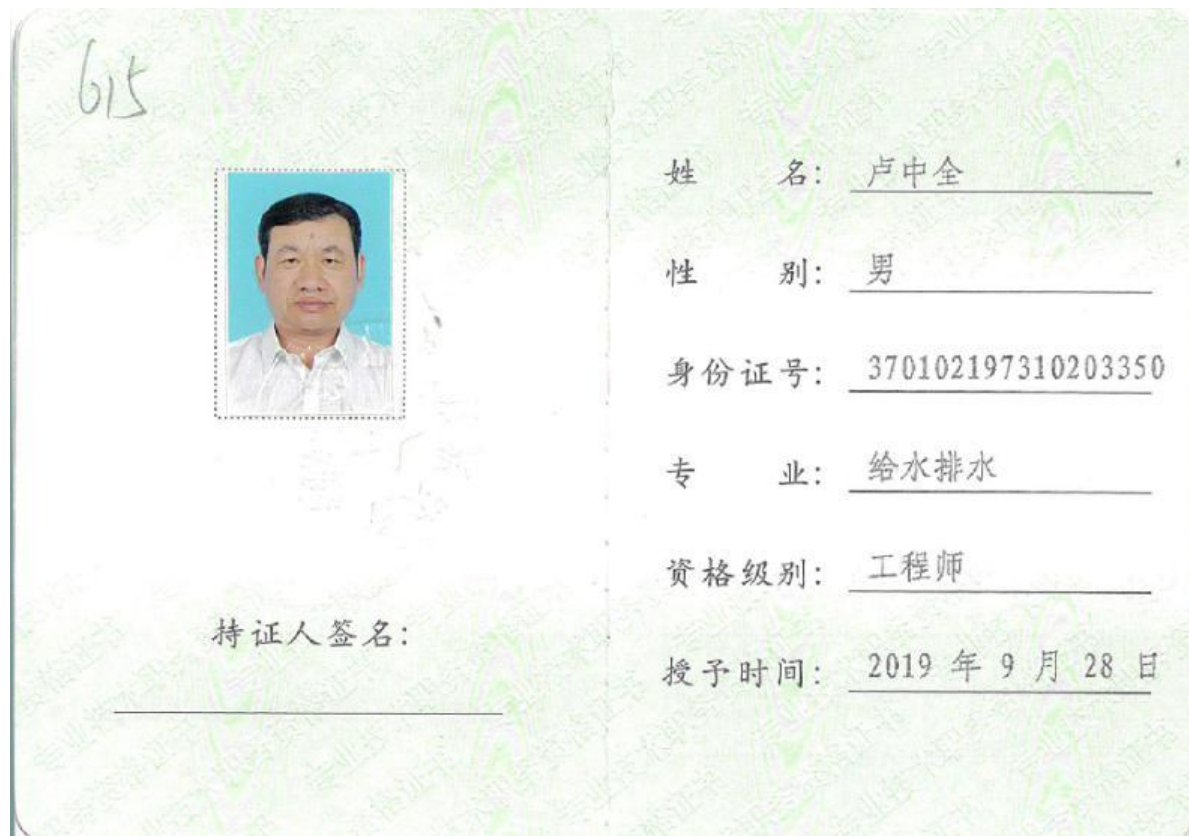 615
持证人签名:
姓 名: 卢中全
性 别: 男
身份证号: 370102197310203350
专 业: 给水排水
资格级别: 工程师
授予时间: 2019 年 9 月 28 日